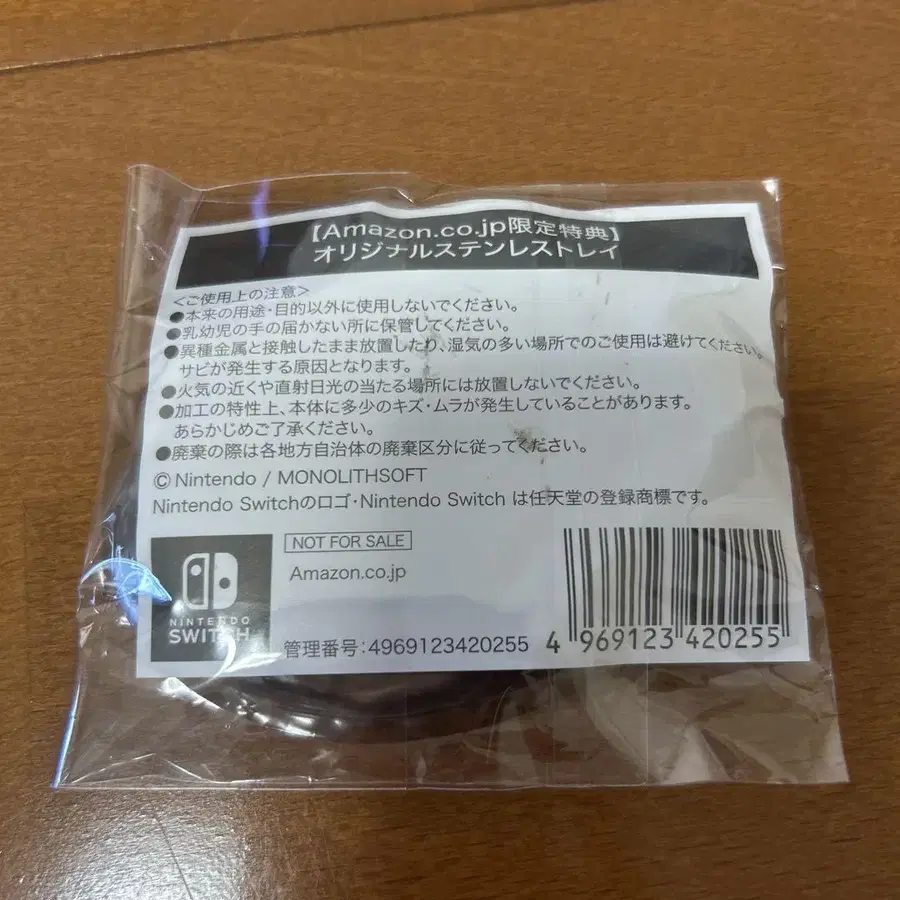 【Amazon.co.jp限定特典】
オリジナルステンレストレイ
<ご使用上の注意>
●本来の用途・目的以外に使用しないでください。
●乳幼児の手の届かない所に保管してください。
●異種金属と接触したまま放置したり、湿気の多い場所でのご使用は避けてください。
サビが発生する原因となります。
●火気の近くや直射日光の当たる場所には放置しないでください。
●加工の特性上、本体に多少のキズ・ムラが発生していることがあります。
あらかじめご了承ください。
●廃棄の際は各地方自治体の廃棄区分に従ってください。
© Nintendo / MONOLITHSOFT
Nintendo Switchのロゴ・Nintendo Switch は任天堂の登録商標です。
NINTENDO
SWITCH
NOT FOR SALE
Amazon.co.jp
管理番号:4969123420255
4 969123 420255